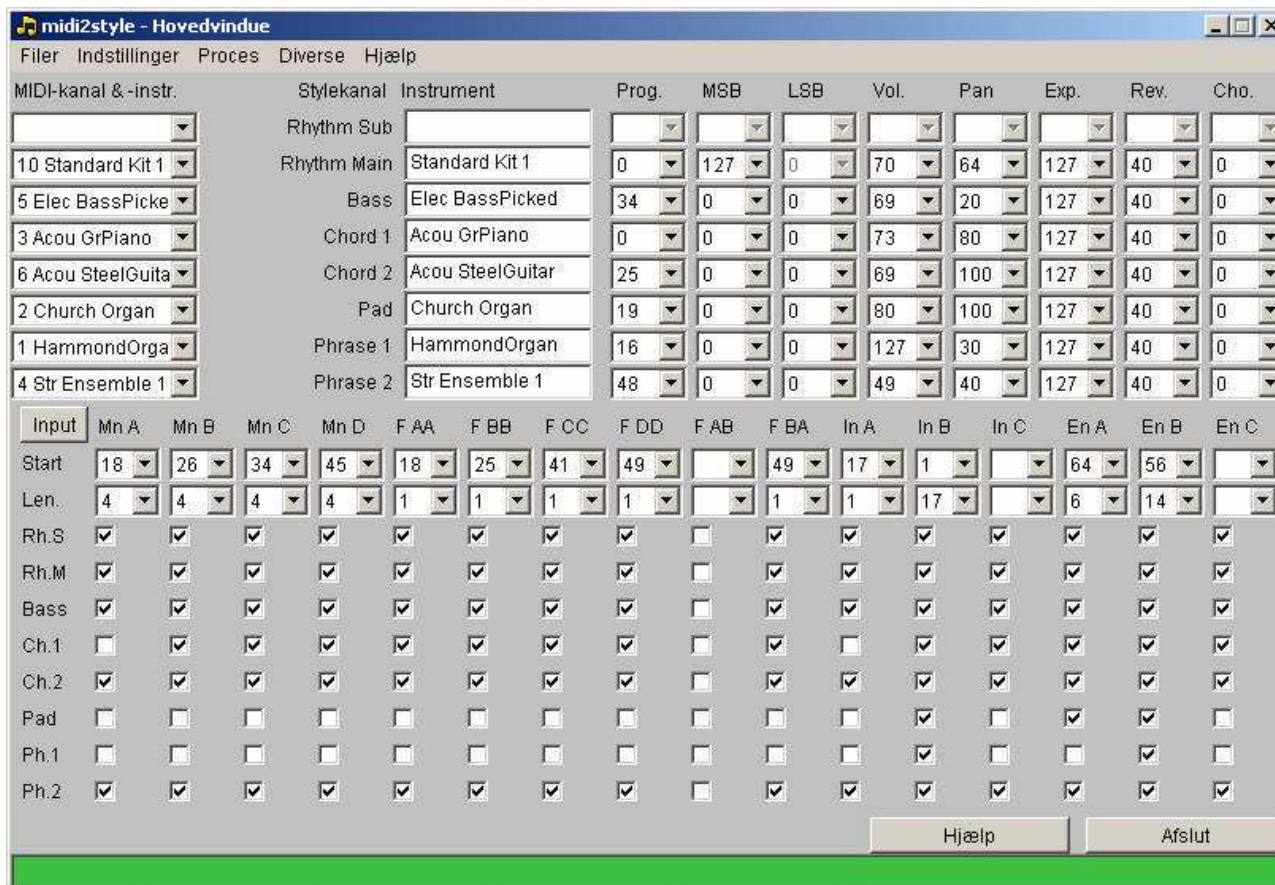 midi2style - Hovedvindue
Filer Indstillinger Proces Diverse Hjælp
MIDI-kanal & -instr. Stylekanal Instrument Prog. MSB LSB Vol. Pan Exp. Rev. Cho.
Rhythm Sub
10 Standard Kit 1 Rhythm Main Standard Kit 1 0 127 0 70 64 127 40 0
5 Elec BassPicke Bass Elec BassPicked 34 0 0 69 20 127 40 0
3 Acou GrPiano Chord 1 Acou GrPiano 0 0 0 73 80 127 40 0
6 Acou SteelGuita Chord 2 Acou SteelGuitar 25 0 0 69 100 127 40 0
2 Church Organ Pad Church Organ 19 0 0 80 100 127 40 0
1 HammondOrga Phrase 1 HammondOrgan 16 0 0 127 30 127 40 0
4 Str Ensemble 1 Phrase 2 Str Ensemble 1 48 0 0 49 40 127 40 0
Input Mn A Mn B Mn C Mn D F AA F BB F CC F DD F AB F BA In A In B In C En A En B En C
Start 18 26 34 45 18 25 41 49 49 17 1 64 56
Len. 4 4 4 4 1 1 1 1 1 1 17 6 14
Rh.S
Rh.M
Bass
Ch.1
Ch.2
Pad
Ph.1
Ph.2
Hjælp Afslut